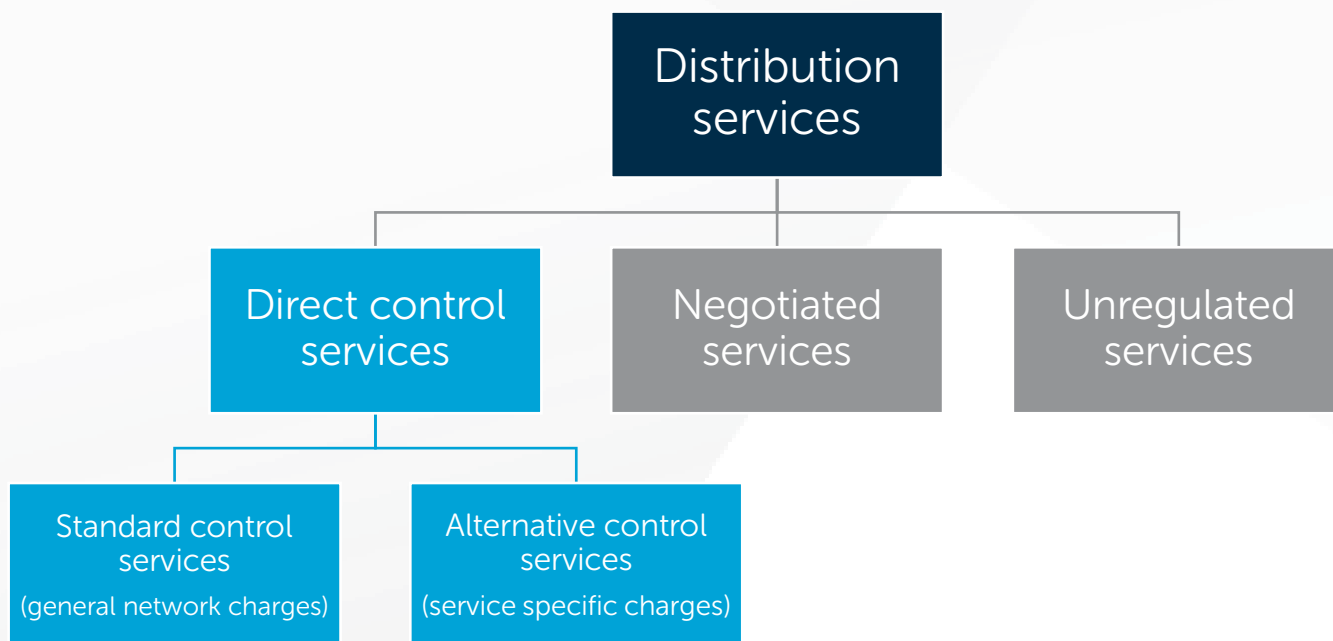 Distribution
services
Direct control
services
Negotiated
services
Unregulated
services
Standard control
services
(general network charges)
Alternative control
services
(service specific charges)